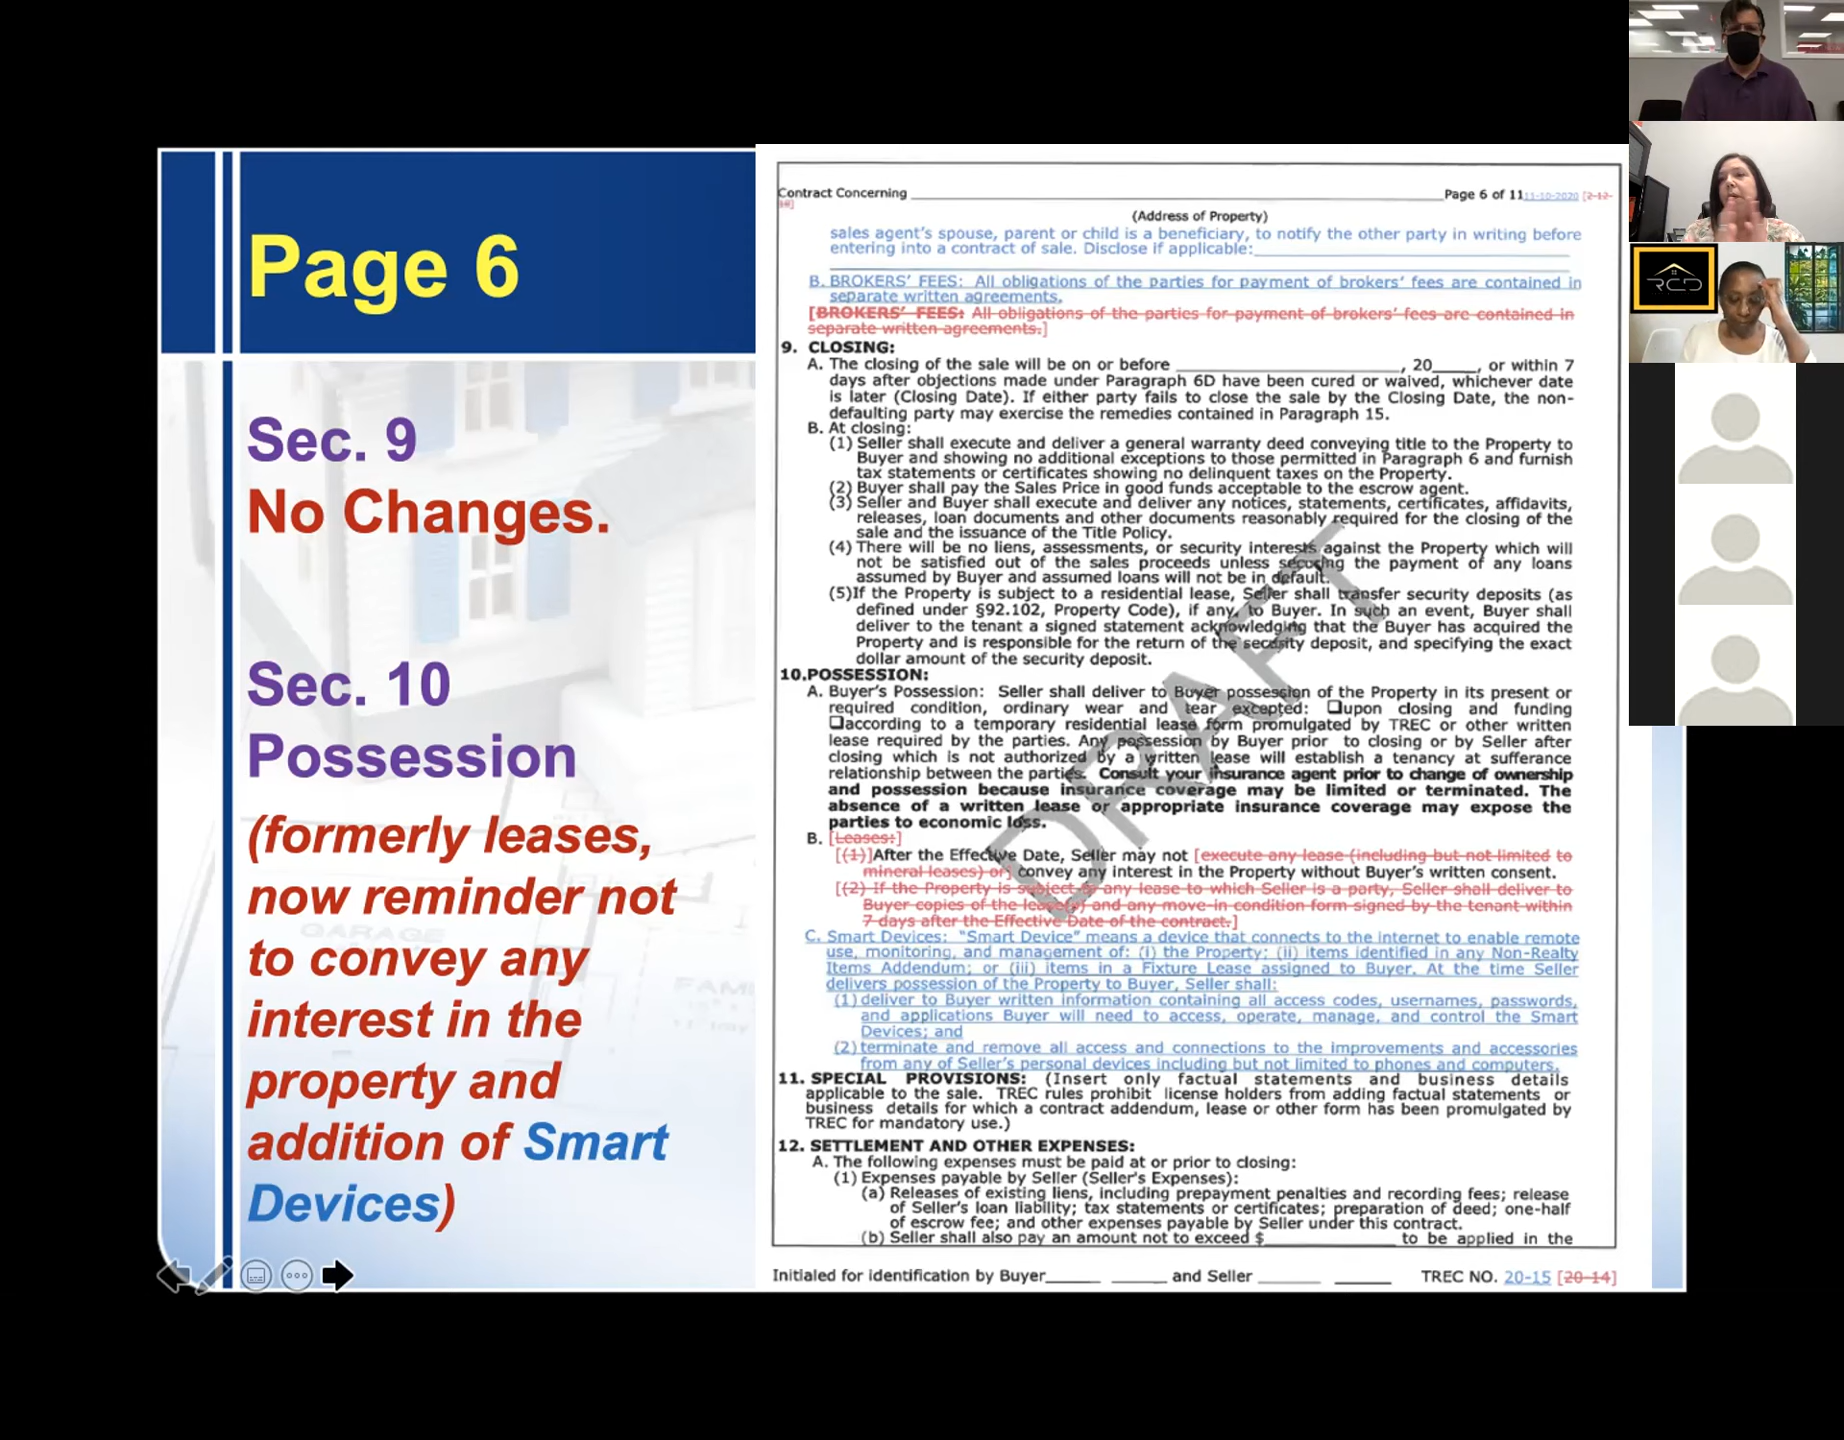 Page 6
Sec. 9
No Changes.
Sec. 10
Possession
(formerly leases,
now reminder not
to convey any
interest in the
property and
addition of Smart
Devices)
Contract Concerning Page 6 of 11 11-10-2020 [2-12-
18]
(Address of Property)
sales agent's spouse, parent or child is a beneficiary, to notify the other party in writing before
entering into a contract of sale. Disclose if applicable:
B. BROKERS' FEES: All obligations of the parties for payment of brokers' fees are contained in
separate written agreements.
[BROKERS' FEES: All obligations of the parties for payment of brokers' fees are contained in
separate written agreements.]
9. CLOSING:
A. The closing of the sale will be on or before ____, 20____, or within 7
days after objections made under Paragraph 6D have been cured or waived, whichever date
is later (Closing Date). If either party fails to close the sale by the Closing Date, the non-
defaulting party may exercise the remedies contained in Paragraph 15.
B. At closing:
(1) Seller shall execute and deliver a general warranty deed conveying title to the Property to
Buyer and showing no additional exceptions to those permitted in Paragraph 6 and furnish
tax statements or certificates showing no delinquent taxes on the Property.
(2) Buyer shall pay the Sales Price in good funds acceptable to the escrow agent.
(3) Seller and Buyer shall execute and deliver any notices, statements, certificates, affidavits,
releases, loan documents and other documents reasonably required for the closing of the
sale and the issuance of the Title Policy.
(4) There will be no liens, assessments, or security interests against the Property which will
not be satisfied out of the sales proceeds unless securing the payment of any loans
assumed by Buyer and assumed loans will not be in default.
(5)If the Property is subject to a residential lease, Seller shall transfer security deposits (as
defined under §92.102, Property Code), if any, to Buyer. In such an event, Buyer shall
deliver to the tenant a signed statement acknowledging that the Buyer has acquired the
Property and is responsible for the return of the security deposit, and specifying the exact
dollar amount of the security deposit.
10.POSSESSION:
A. Buyer's Possession: Seller shall deliver to Buyer possession of the Property in its present or
required condition, ordinary wear and tear excepted: ❑upon closing and funding
❑according to a temporary residential lease form promulgated by TREC or other written
lease required by the parties. Any possession by Buyer prior to closing or by Seller after
closing which is not authorized by a written lease will establish a tenancy at sufferance
relationship between the parties. Consult your insurance agent prior to change of ownership
and possession because insurance coverage may be limited or terminated. The
absence of a written lease or appropriate insurance coverage may expose the
parties to economic loss.
B. [Leases:]
[(1)]After the Effective Date, Seller may not [execute any lease (including but not limited to
mineral leases) or] convey any interest in the Property without Buyer's written consent.
[(2) If the Property is subject to any lease to which Seller is a party, Seller shall deliver to
Buyer copies of the lease(s) and any move-in condition form signed by the tenant within
7 days after the Effective Date of the contract.]
C. Smart Devices: "Smart Device" means a device that connects to the internet to enable remote
use, monitoring, and management of: (i) the Property; (ii) items identified in any Non-Realty
Items Addendum; or (iii) items in a Fixture Lease assigned to Buyer. At the time Seller
delivers possession of the Property to Buyer, Seller shall:
(1) deliver to Buyer written information containing all access codes, usernames, passwords,
and applications Buyer will need to access, operate, manage, and control the Smart
Devices; and
(2) terminate and remove all access and connections to the improvements and accessories
from any of Seller's personal devices including but not limited to phones and computers.
11. SPECIAL PROVISIONS: (Insert only factual statements and business details
applicable to the sale. TREC rules prohibit license holders from adding factual statements or
business details for which a contract addendum, lease or other form has been promulgated by
TREC for mandatory use.)
12. SETTLEMENT AND OTHER EXPENSES:
A. The following expenses must be paid at or prior to closing:
(1) Expenses payable by Seller (Seller's Expenses):
(a) Releases of existing liens, including prepayment penalties and recording fees; release
of Seller's loan liability; tax statements or certificates; preparation of deed; one-half
of escrow fee; and other expenses payable by Seller under this contract.
(b) Seller shall also pay an amount not to exceed $____ to be applied in the
Initialed for identification by Buyer____ ____ and Seller ____ ____ TREC NO. 20-15 [20-14]
DRAFT
RCD